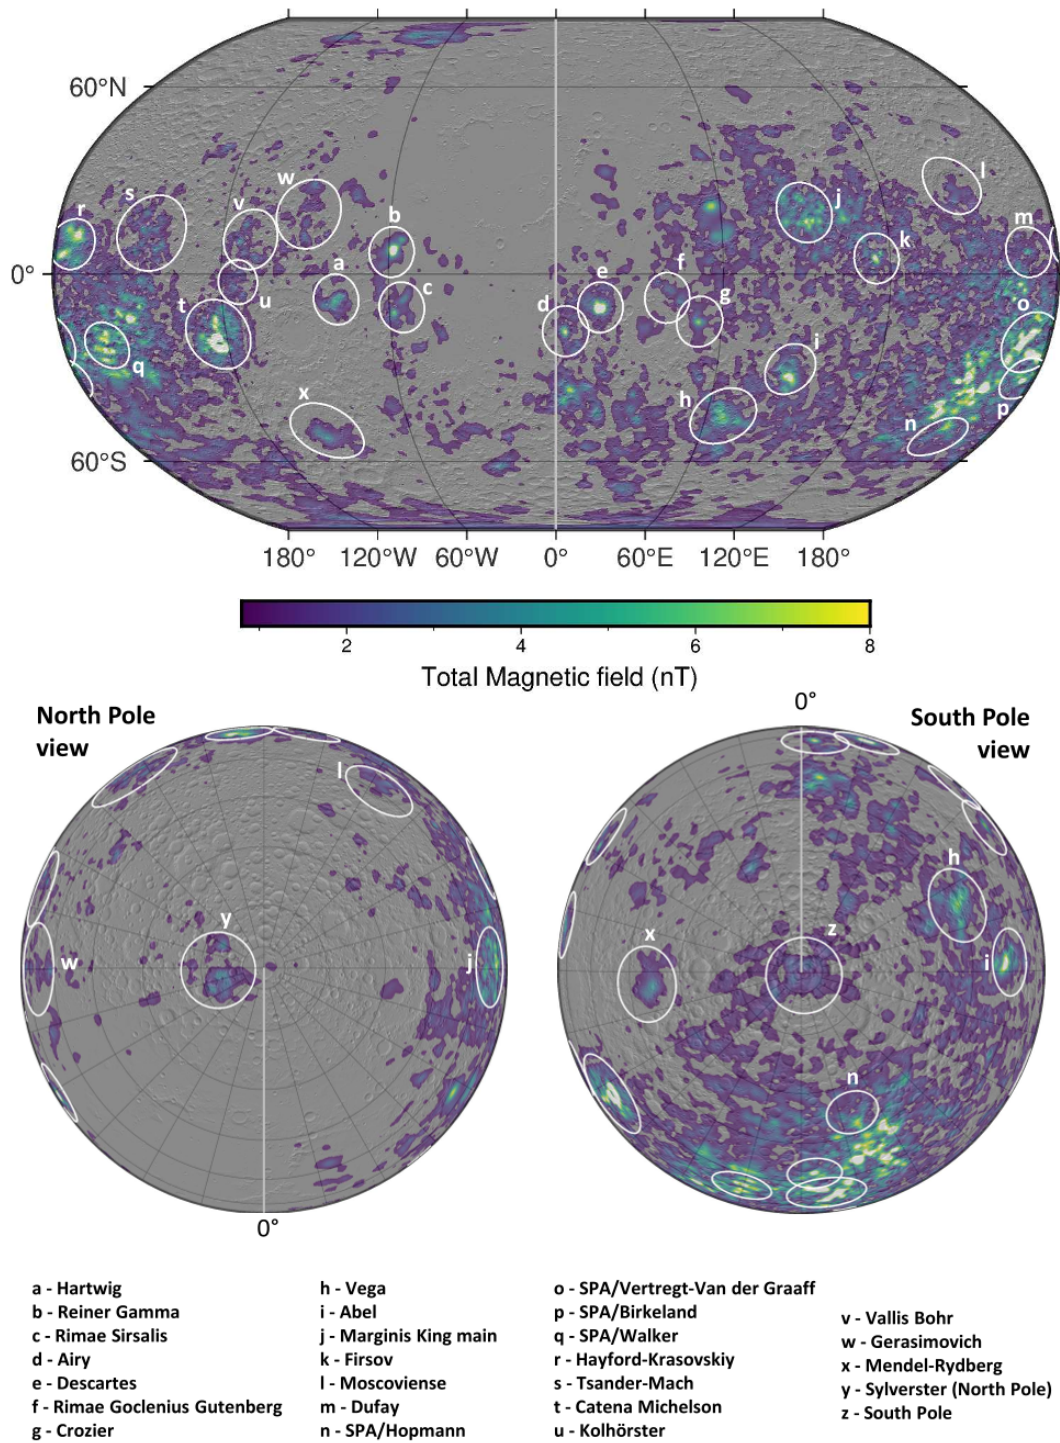 60°N
l
w
s
v
r
b
j
m
k
0°
a
e
f
c
g
o
u
d
t
i
q
x
h
p
n
60°S
180° 120°W 60°W 0° 60°E 120°E 180°
2 4 6 8
Total Magnetic field (nT)
North Pole
view
0°
South Pole
view
l
h
y
z
w
j
x
i
n
0°
a - Hartwig
b - Reiner Gamma
c - Rimae Sirsalis
d - Airy
e - Descartes
f - Rimae Goclenius Gutenberg
g - Crozier
h - Vega
i - Abel
j - Marginis King main
k - Firsov
l - Moscoviense
m - Dufay
n - SPA/Hopmann
o - SPA/Vertregt-Van der Graaff
p - SPA/Birkeland
q - SPA/Walker
r - Hayford-Krasovskiy
s - Tsander-Mach
t - Catena Michelson
u - Kolhörster
v - Vallis Bohr
w - Gerasimovich
x - Mendel-Rydberg
y - Sylverster (North Pole)
z - South Pole